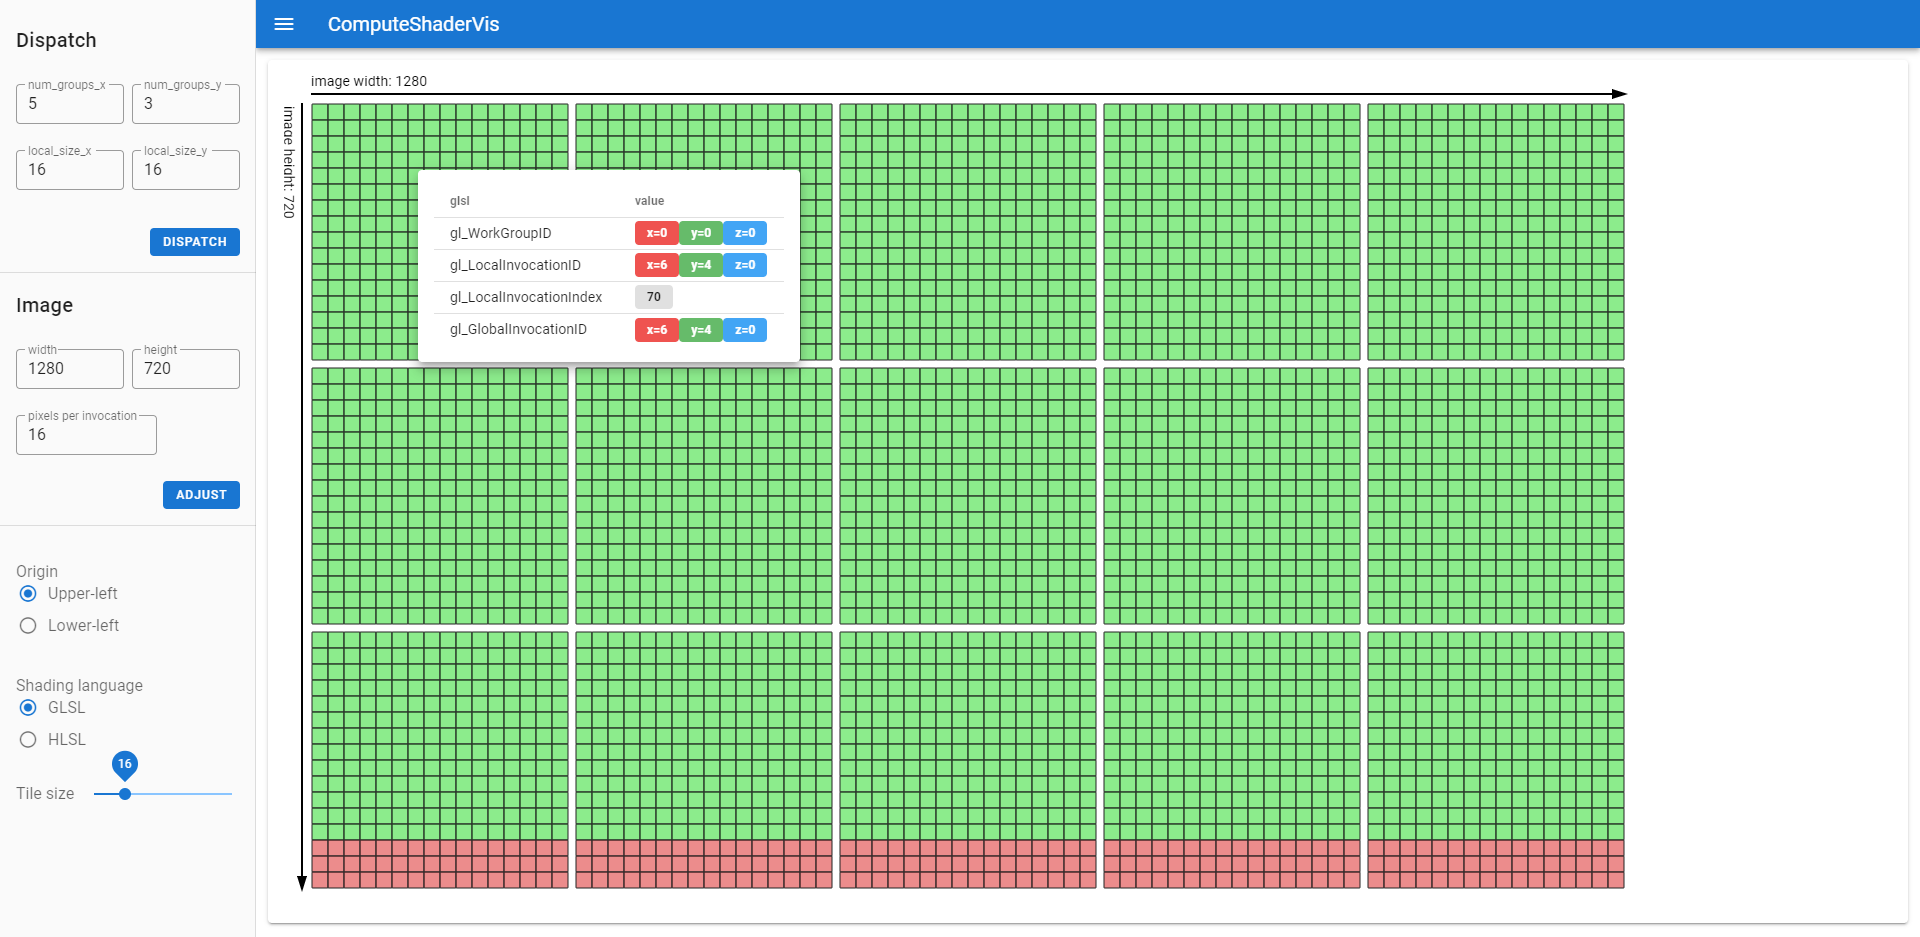 Dispatch
num_groups_x
5
num_groups_y
3
local_size_x
16
local_size_y
16
DISPATCH
Image
width
1280
height
720
pixels per invocation
16
ADJUST
Origin
Upper-left
Lower-left
Shading language
GLSL
HLSL
16
Tile size
ComputeShaderVis
image width: 1280
image height: 720
glsl value
gl_WorkGroupID x=0 y=0 z=0
gl_LocalInvocationID x=6 y=4 z=0
gl_LocalInvocationIndex 70
gl_GlobalInvocationID x=6 y=4 z=0